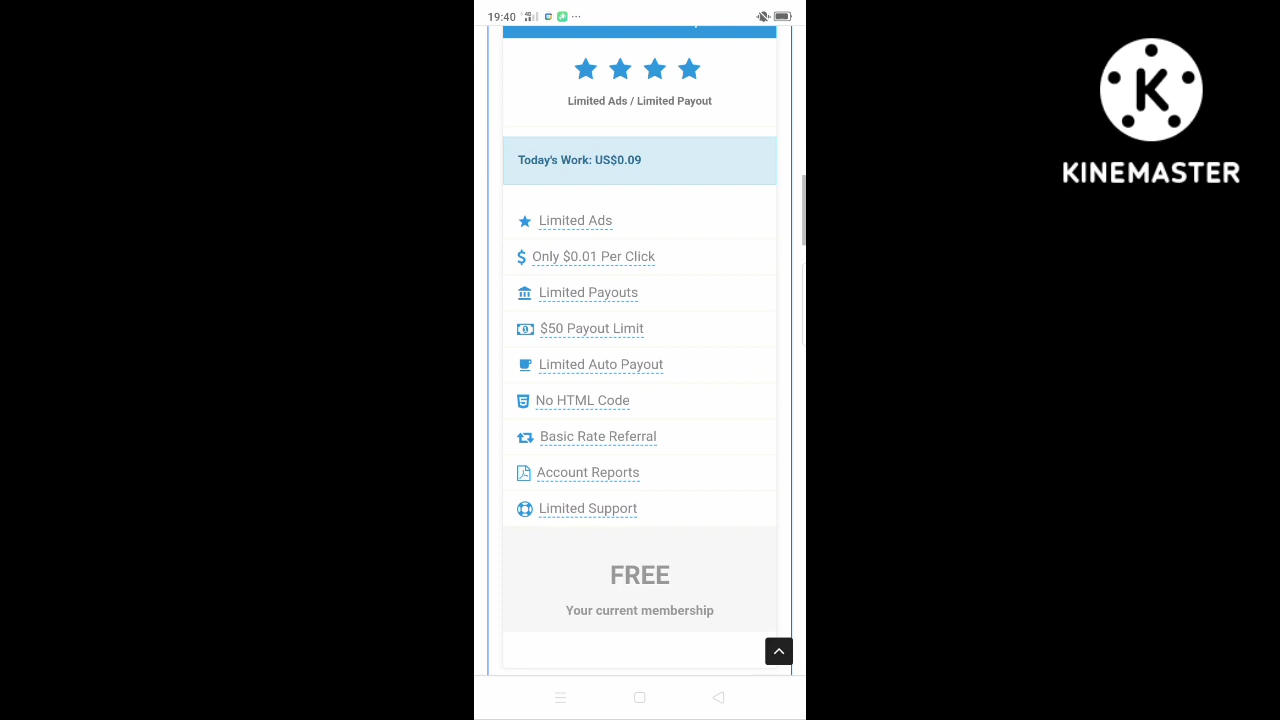 19:40
4G
K
KINEMASTER
Limited Ads / Limited Payout
Today's Work: US$0.09
Limited Ads
Only $0.01 Per Click
Limited Payouts
$50 Payout Limit
Limited Auto Payout
No HTML Code
Basic Rate Referral
Account Reports
Limited Support
FREE
Your current membership